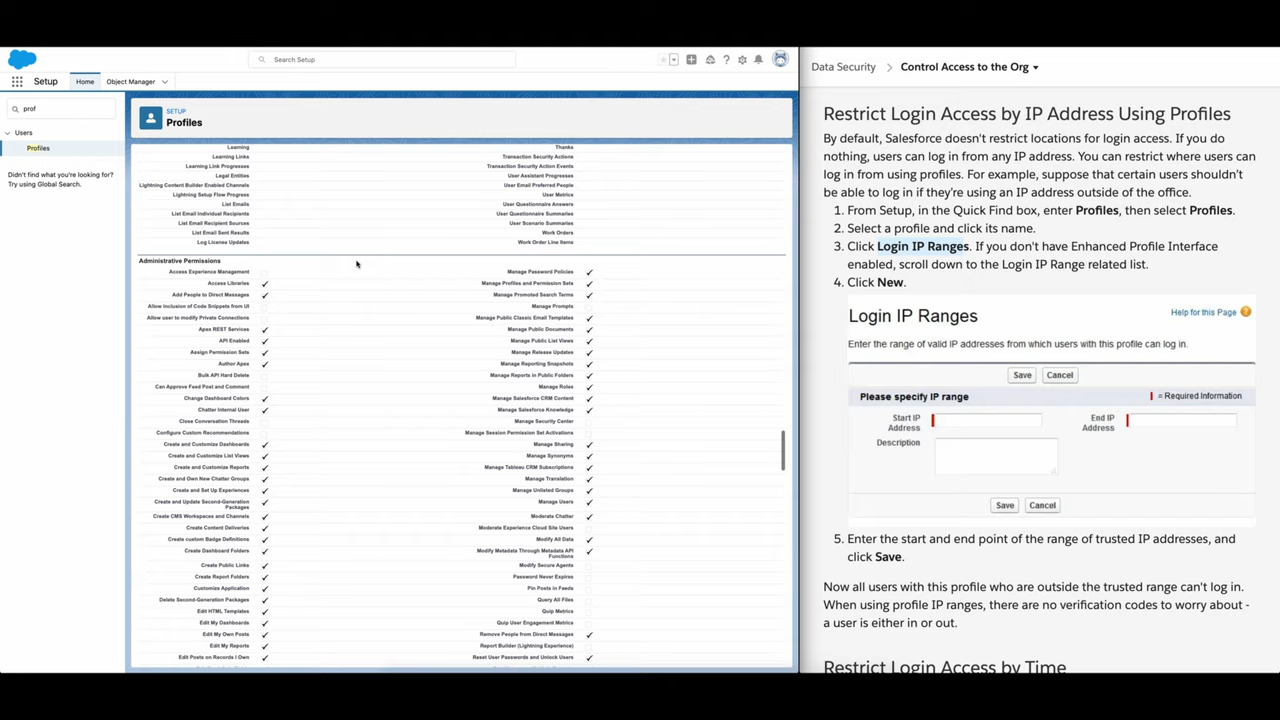 Search Setup
Setup
Home
Object Manager
prof
Users
Profiles
Didn't find what you're looking for?
Try using Global Search.
SETUP
Profiles
Learning
Learning Links
Learning Link Progresses
Legal Entities
Lightning Content Builder Enabled Channels
Lightning Setup Flow Progress
List Emails
List Email Individual Recipients
List Email Recipient Sources
List Email Sent Results
Log License Updates
Thanks
Transaction Security Actions
Transaction Security Action Events
User Assistant Progresses
User Email Preferred People
User Metrics
User Questionnaire Answers
User Questionnaire Summaries
User Scenario Summaries
Work Orders
Work Order Line Items
Administrative Permissions
Access Experience Management
Access Libraries
Add People to Direct Messages
Allow Inclusion of Code Snippets from UI
Allow user to modify Private Connections
Apex REST Services
API Enabled
Assign Permission Sets
Author Apex
Bulk API Hard Delete
Can Approve Feed Post and Comment
Change Dashboard Colors
Chatter Internal User
Close Conversation Threads
Configure Custom Recommendations
Create and Customize Dashboards
Create and Customize List Views
Create and Customize Reports
Create and Own New Chatter Groups
Create and Set Up Experiences
Create and Update Second-Generation
Packages
Create CMS Workspaces and Channels
Create Content Deliveries
Create custom Badge Definitions
Create Dashboard Folders
Create Public Links
Create Report Folders
Customize Application
Delete Second-Generation Packages
Edit HTML Templates
Edit My Dashboards
Edit My Own Posts
Edit My Reports
Edit Posts on Records I Own
Manage Password Policies
Manage Profiles and Permission Sets
Manage Promoted Search Terms
Manage Prompts
Manage Public Classic Email Templates
Manage Public Documents
Manage Public List Views
Manage Release Updates
Manage Reporting Snapshots
Manage Reports in Public Folders
Manage Roles
Manage Salesforce CRM Content
Manage Salesforce Knowledge
Manage Security Center
Manage Session Permission Set Activations
Manage Sharing
Manage Synonyms
Manage Tableau CRM Subscriptions
Manage Translation
Manage Unlisted Groups
Manage Users
Moderate Chatter
Moderate Experience Cloud Site Users
Modify All Data
Modify Metadata Through Metadata API
Functions
Modify Secure Agents
Password Never Expires
Pin Posts in Feeds
Query All Files
Quip Metrics
Quip User Engagement Metrics
Remove People from Direct Messages
Report Builder (Lightning Experience)
Reset User Passwords and Unlock Users
Data Security > Control Access to the Org
Restrict Login Access by IP Address Using Profiles
By default, Salesforce doesn't restrict locations for login access. If you do
nothing, users can log in from any IP address. You can restrict where users can
log in from using profiles. For example, suppose that certain users shouldn't
be able to log in if they're using an IP address outside of the office.
1. From Setup, in the Quick Find box, enter Profiles, then select Profiles.
2. Select a profile and click its name.
3. Click Login IP Ranges. If you don't have Enhanced Profile Interface
enabled, scroll down to the Login IP Range related list.
4. Click New.
Login IP Ranges
Help for this Page
Enter the range of valid IP addresses from which users with this profile can log in.
Save Cancel
Please specify IP range
= Required Information
Start IP
Address
End IP
Address
Description
Save Cancel
5. Enter the start and end point of the range of trusted IP addresses, and
click Save.
Now all users with this profile who are outside the trusted range can't log in.
When using profile IP ranges, there are no verification codes to worry about -
a user is either in or out.
Restrict Login Access by Time